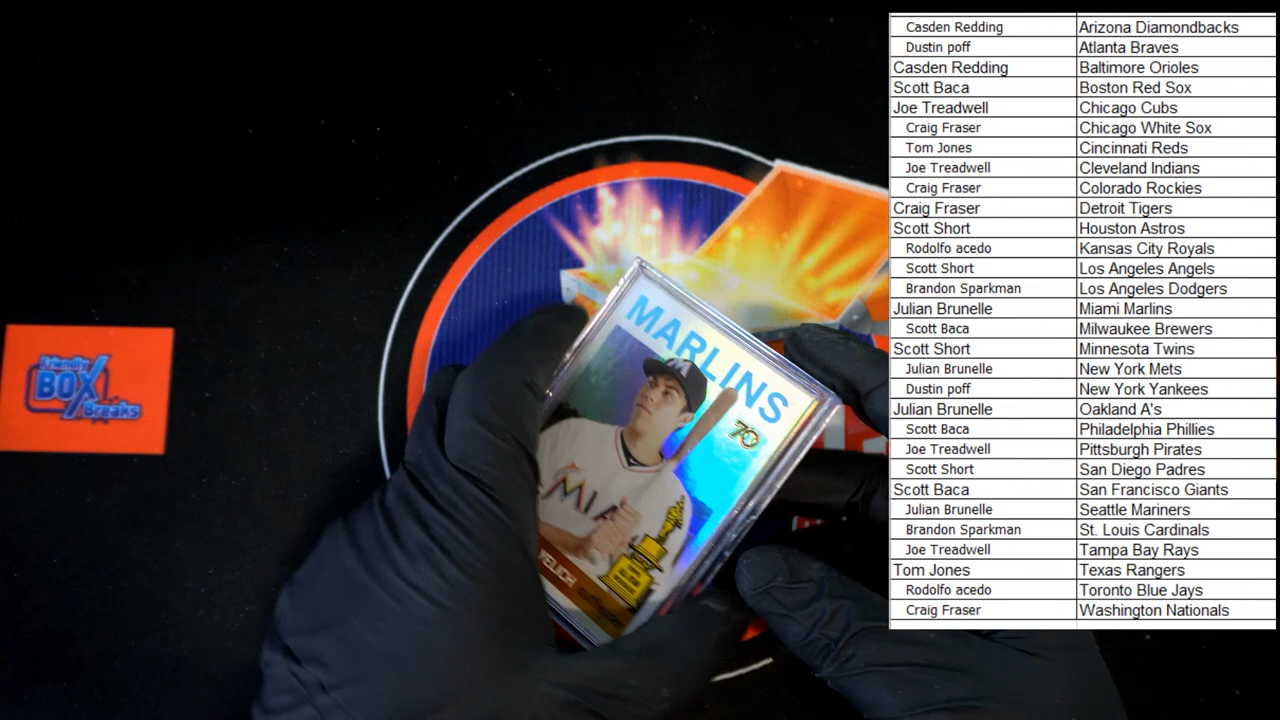 Casden Redding Arizona Diamondbacks
Dustin poff Atlanta Braves
Casden Redding Baltimore Orioles
Scott Baca Boston Red Sox
Joe Treadwell Chicago Cubs
Craig Fraser Chicago White Sox
Tom Jones Cincinnati Reds
Joe Treadwell Cleveland Indians
Craig Fraser Colorado Rockies
Craig Fraser Detroit Tigers
Scott Short Houston Astros
Rodolfo acedo Kansas City Royals
Scott Short Los Angeles Angels
Brandon Sparkman Los Angeles Dodgers
Julian Brunelle Miami Marlins
Scott Baca Milwaukee Brewers
Scott Short Minnesota Twins
Julian Brunelle New York Mets
Dustin poff New York Yankees
Julian Brunelle Oakland A's
Scott Baca Philadelphia Phillies
Joe Treadwell Pittsburgh Pirates
Scott Short San Diego Padres
Scott Baca San Francisco Giants
Julian Brunelle Seattle Mariners
Brandon Sparkman St. Louis Cardinals
Joe Treadwell Tampa Bay Rays
Tom Jones Texas Rangers
Rodolfo acedo Toronto Blue Jays
Craig Fraser Washington Nationals
MARLINS
70
M
MIA
Friendly
BOX
Breaks